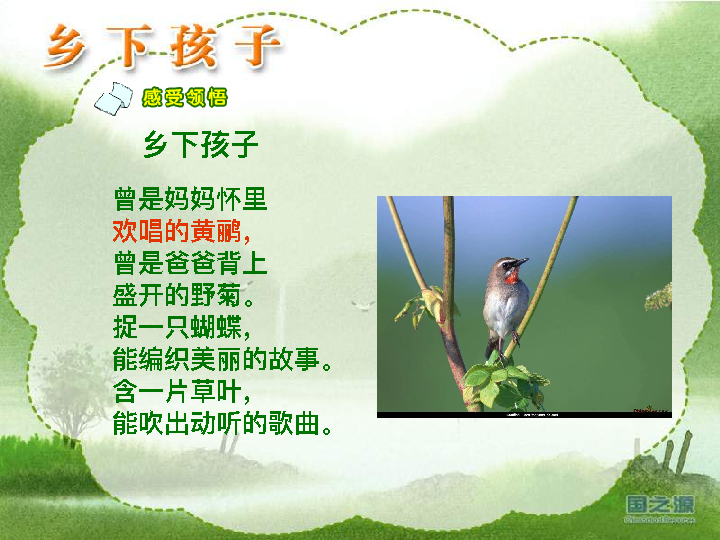 乡下孩子
感受领悟
乡下孩子
曾是妈妈怀里
欢唱的黄鹂，
曾是爸爸背上
盛开的野菊。
捉一只蝴蝶，
能编织美丽的故事。
含一片草叶，
能吹出动听的歌曲。
国之源